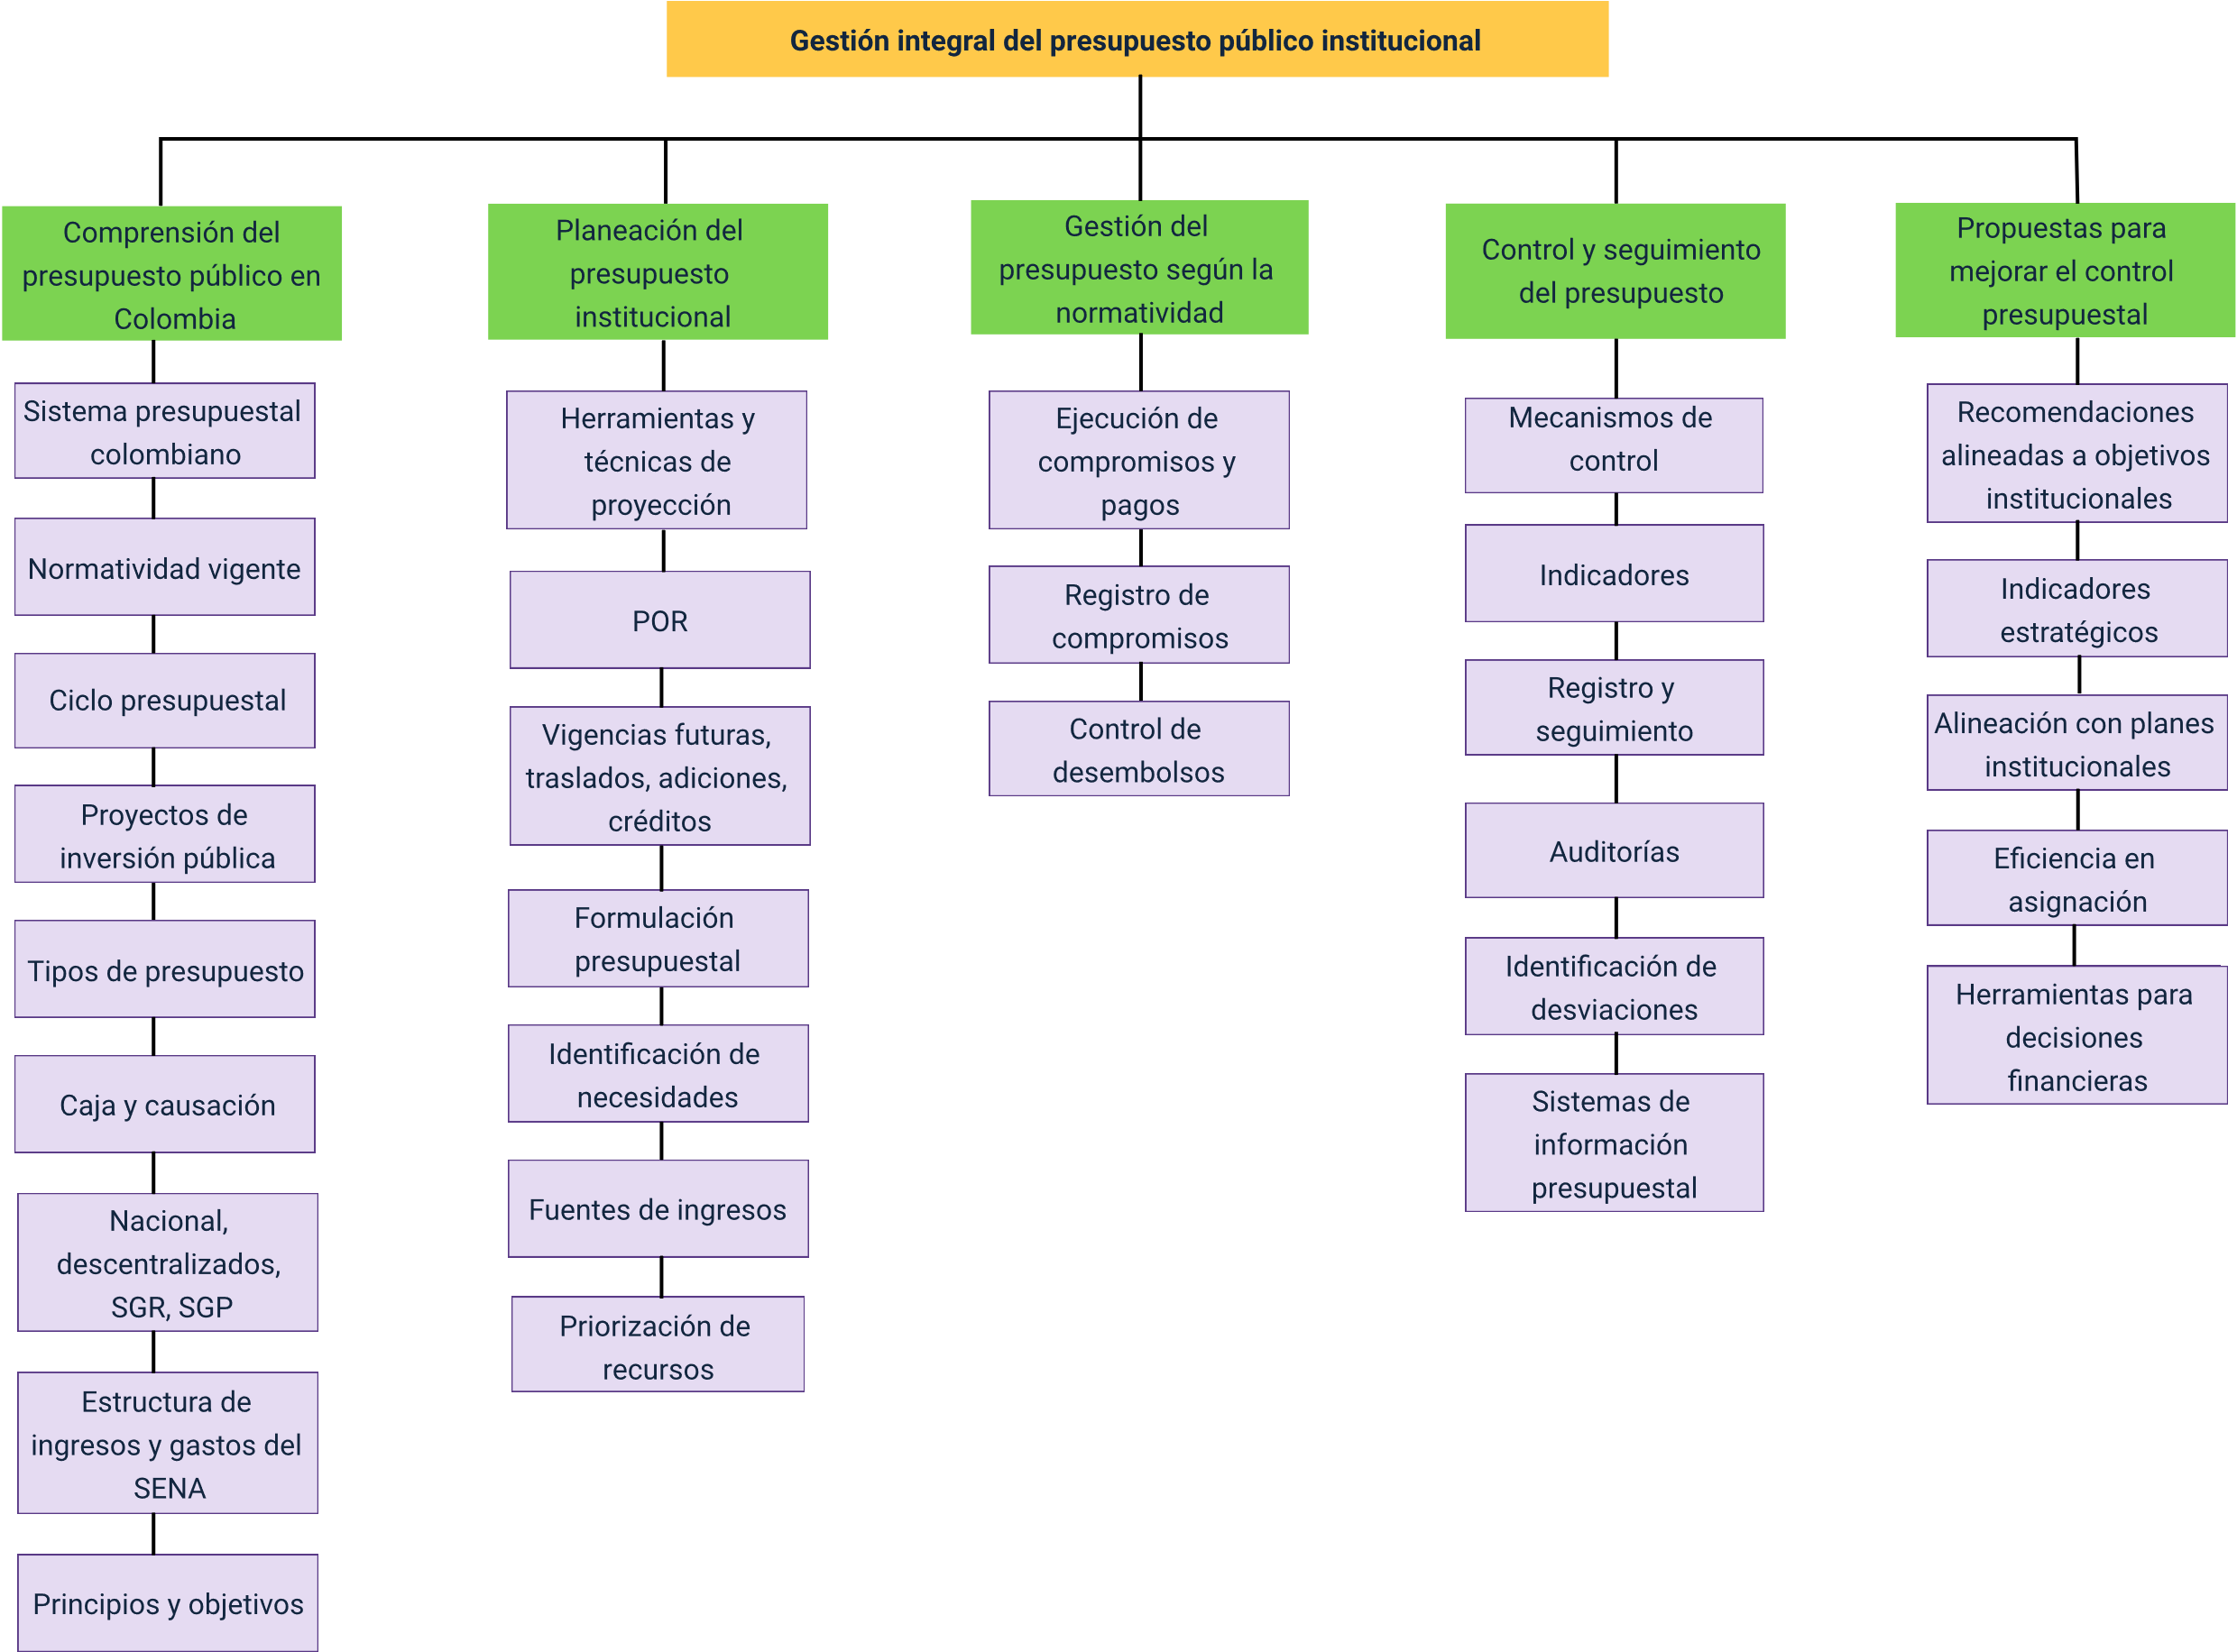 Gestión integral del presupuesto público institucional
Comprensión del
presupuesto público en
Colombia
Sistema presupuestal
colombiano
Normatividad vigente
Ciclo presupuestal
Proyectos de
inversión pública
Tipos de presupuesto
Caja y causación
Nacional,
descentralizados,
SGR, SGP
Estructura de
ingresos y gastos del
SENA
Principios y objetivos
Planeación del
presupuesto
institucional
Herramientas y
técnicas de
proyección
POR
Vigencias futuras,
traslados, adiciones,
créditos
Formulación
presupuestal
Identificación de
necesidades
Fuentes de ingresos
Priorización de
recursos
Gestión del
presupuesto según la
normatividad
Ejecución de
compromisos y
pagos
Registro de
compromisos
Control de
desembolsos
Control y seguimiento
del presupuesto
Mecanismos de
control
Indicadores
Registro y
seguimiento
Auditorías
Identificación de
desviaciones
Sistemas de
información
presupuestal
Propuestas para
mejorar el control
presupuestal
Recomendaciones
alineadas a objetivos
institucionales
Indicadores
estratégicos
Alineación con planes
institucionales
Eficiencia en
asignación
Herramientas para
decisiones
financieras